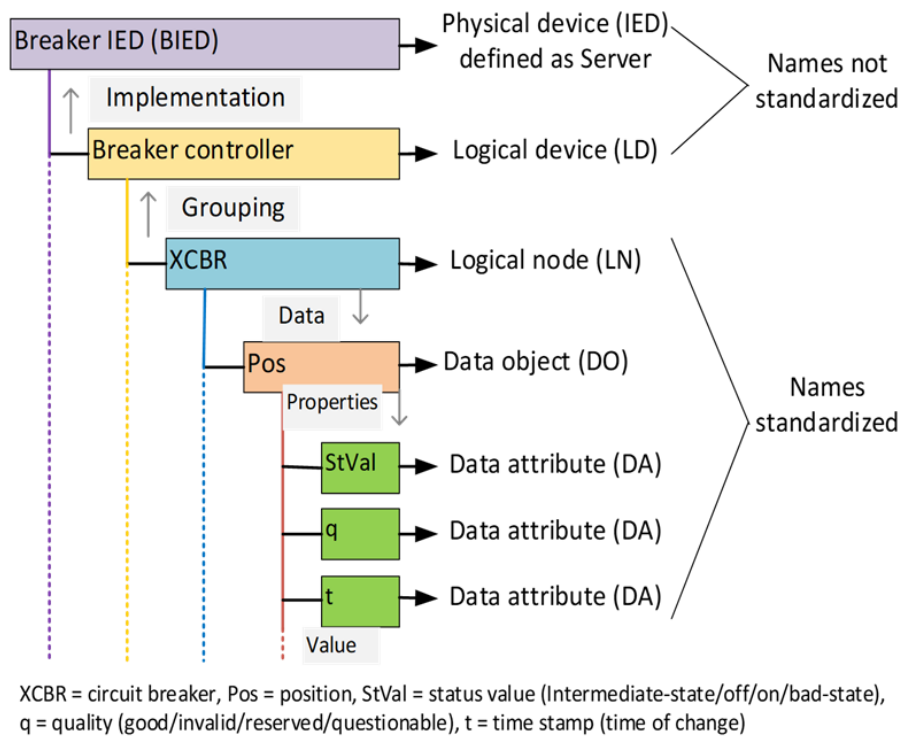 Breaker IED (BIED)
Physical device (IED)
defined as Server
Names not
standardized
Implementation
Breaker controller
Logical device (LD)
Grouping
XCBR
Logical node (LN)
Data
Pos
Data object (DO)
Names
standardized
Properties
StVal
Data attribute (DA)
q
Data attribute (DA)
t
Data attribute (DA)
Value
XCBR = circuit breaker, Pos = position, StVal = status value (Intermediate-state/off/on/bad-state),
q = quality (good/invalid/reserved/questionable), t = time stamp (time of change)